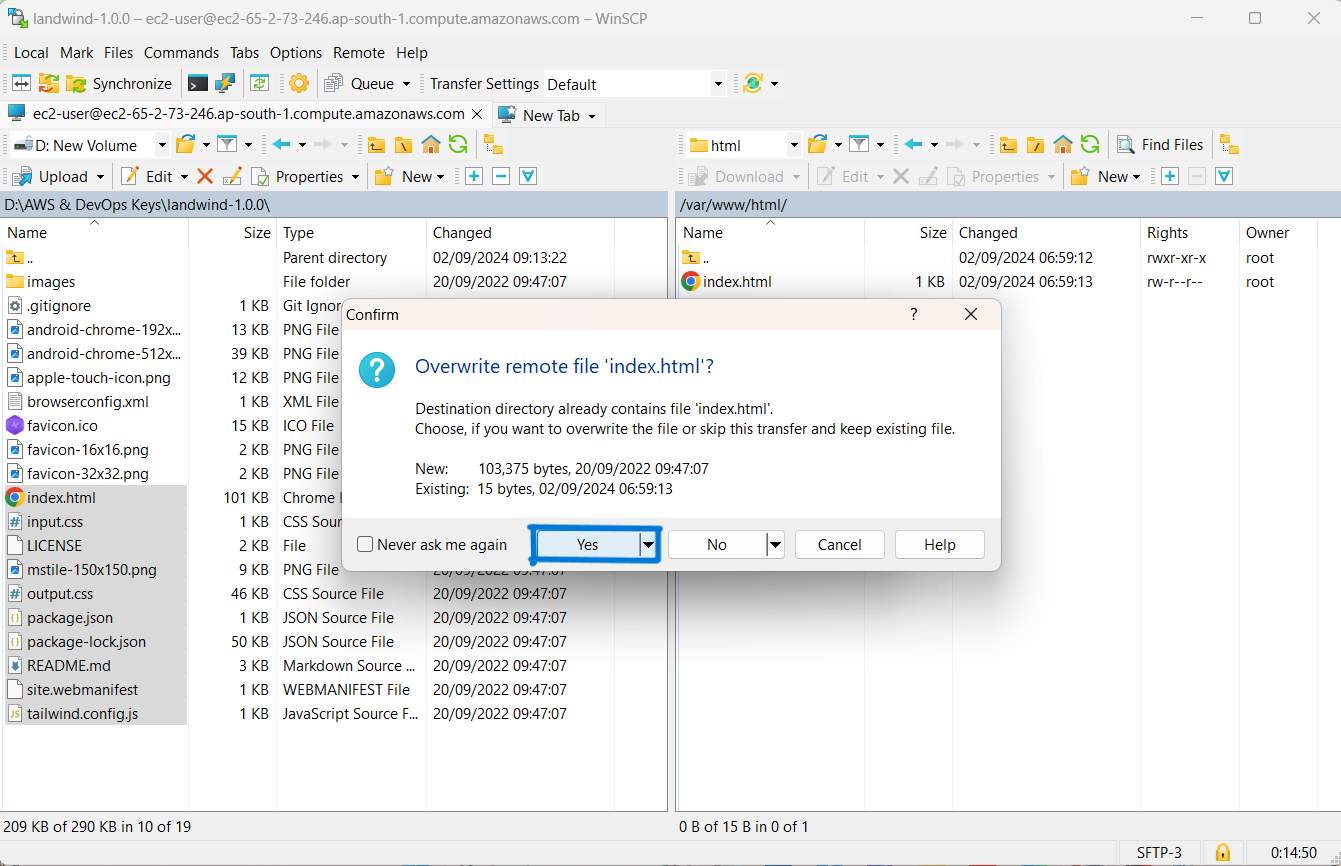 landwind-1.0.0 – ec2-user@ec2-65-2-73-246.ap-south-1.compute.amazonaws.com – WinSCP
Local Mark Files Commands Tabs Options Remote Help
Synchronize Queue Transfer Settings Default
ec2-user@ec2-65-2-73-246.ap-south-1.compute.amazonaws.com New Tab
D: New Volume html Find Files
Upload Edit Properties New Download Edit Properties New
D:\AWS & DevOps Keys\landwind-1.0.0\ /var/www/html/
Name Size Type Changed Name Size Changed Rights Owner
.. Parent directory 02/09/2024 09:13:22 .. 02/09/2024 06:59:12 rwxr-xr-x root
images File folder 20/09/2022 09:47:07 index.html 1 KB 02/09/2024 06:59:13 rw-r--r-- root
.gitignore 1 KB Git Ignor
android-chrome-192x... 13 KB PNG File
android-chrome-512x... 39 KB PNG File
apple-touch-icon.png 12 KB PNG File
browserconfig.xml 1 KB XML File
favicon.ico 15 KB ICO File
favicon-16x16.png 2 KB PNG File
favicon-32x32.png 2 KB PNG File
index.html 101 KB Chrome
input.css 1 KB CSS Sour
LICENSE 2 KB File
mstile-150x150.png 9 KB PNG File 20/09/2022 09:47:07
output.css 46 KB CSS Source File 20/09/2022 09:47:07
package.json 1 KB JSON Source File 20/09/2022 09:47:07
package-lock.json 50 KB JSON Source File 20/09/2022 09:47:07
README.md 3 KB Markdown Source ... 20/09/2022 09:47:07
site.webmanifest 1 KB WEBMANIFEST File 20/09/2022 09:47:07
tailwind.config.js 1 KB JavaScript Source F... 20/09/2022 09:47:07
Confirm ?
Overwrite remote file 'index.html'?
Destination directory already contains file 'index.html'.
Choose, if you want to overwrite the file or skip this transfer and keep existing file.
New: 103,375 bytes, 20/09/2022 09:47:07
Existing: 15 bytes, 02/09/2024 06:59:13
Never ask me again Yes No Cancel Help
209 KB of 290 KB in 10 of 19 0 B of 15 B in 0 of 1
SFTP-3 0:14:50